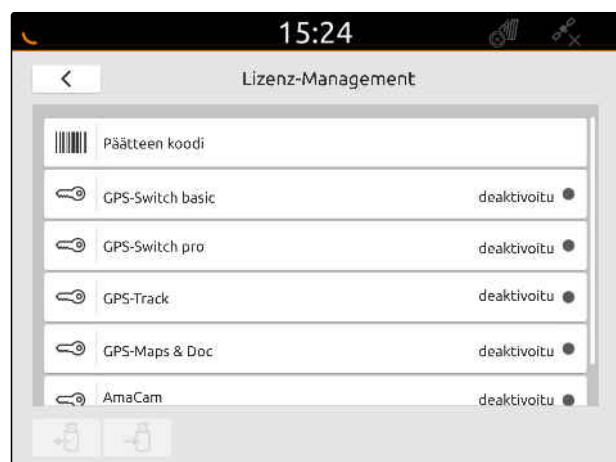 15:24
Lizenz-Management
Päätteen koodi
GPS-Switch basic deaktivoitu
GPS-Switch pro deaktivoitu
GPS-Track deaktivoitu
GPS-Maps & Doc deaktivoitu
AmaCam deaktivoitu